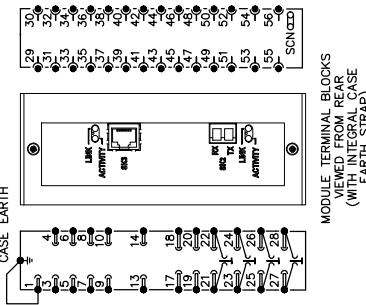 30 32 34 36 38 40 42 44 46 48 50 52 54 56
29 31 33 35 37 39 41 43 45 47 49 51 53 55
SCN
LINK
ACTIVITY
SK3
RX
SK2
TX
LINK
ACTIVITY
CASE EARTH
4 6 8 10 14 18 20 22 24 26 28
1 3 5 7 9 13 17 19 21 23 25 27
MODULE TERMINAL BLOCKS
VIEWED FROM REAR
(WITH INTEGRAL CASE
EARTH STRAP)